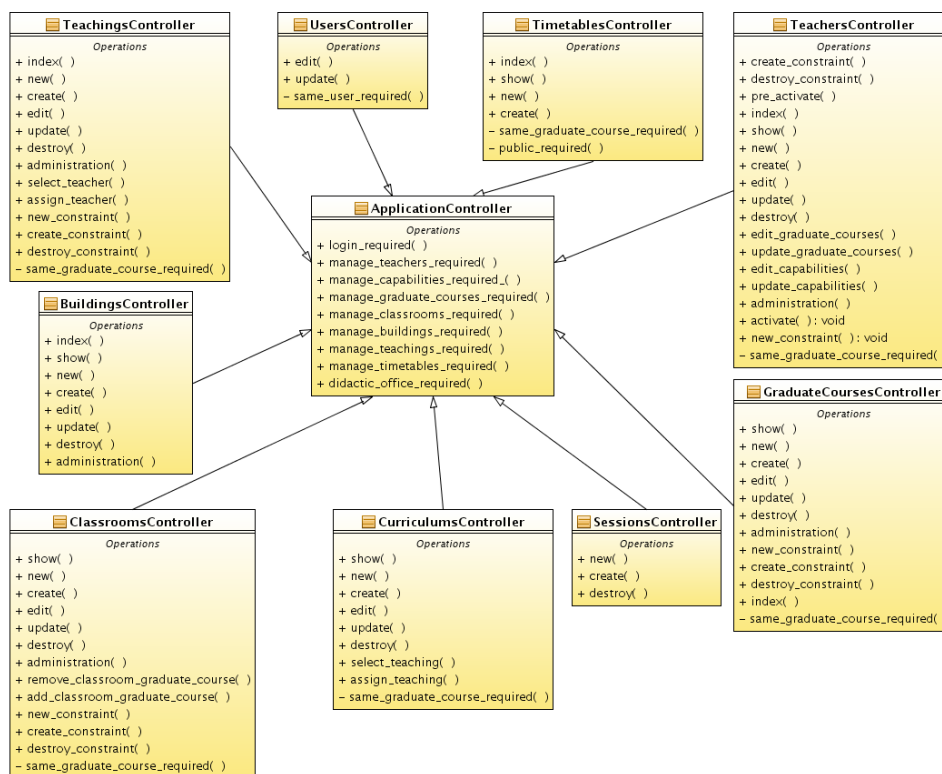 TeachingsController
Operations
+ index( )
+ new( )
+ create( )
+ edit( )
+ update( )
+ destroy( )
+ administration( )
+ select_teacher( )
+ assign_teacher( )
+ new_constraint( )
+ create_constraint( )
+ destroy_constraint( )
− same_graduate_course_required( )
UsersController
Operations
+ edit( )
+ update( )
− same_user_required( )
TimetablesController
Operations
+ index( )
+ show( )
+ new( )
+ create( )
− same_graduate_course_required( )
− public_required( )
TeachersController
Operations
+ create_constraint( )
+ destroy_constraint( )
+ pre_activate( )
+ index( )
+ show( )
+ new( )
+ create( )
+ edit( )
+ update( )
+ destroy( )
+ edit_graduate_courses( )
+ update_graduate_courses( )
+ edit_capabilities( )
+ update_capabilities( )
+ administration( )
+ activate( ) : void
+ new_constraint( ) : void
− same_graduate_course_required(
ApplicationController
Operations
+ login_required( )
+ manage_teachers_required( )
+ manage_capabilities_required_( )
+ manage_graduate_courses_required( )
+ manage_classrooms_required( )
+ manage_buildings_required( )
+ manage_teachings_required( )
+ manage_timetables_required( )
+ didactic_office_required( )
BuildingsController
Operations
+ index( )
+ show( )
+ new( )
+ create( )
+ edit( )
+ update( )
+ destroy( )
+ administration( )
GraduateCoursesController
Operations
+ show( )
+ new( )
+ create( )
+ edit( )
+ update( )
+ destroy( )
+ administration( )
+ new_constraint( )
+ create_constraint( )
+ destroy_constraint( )
+ index( )
− same_graduate_course_required(
ClassroomsController
Operations
+ show( )
+ new( )
+ create( )
+ edit( )
+ update( )
+ destroy( )
+ administration( )
+ remove_classroom_graduate_course( )
+ add_classroom_graduate_course( )
+ new_constraint( )
+ create_constraint( )
+ destroy_constraint( )
− same_graduate_course_required( )
CurriculumsController
Operations
+ show( )
+ new( )
+ create( )
+ edit( )
+ update( )
+ destroy( )
+ select_teaching( )
+ assign_teaching( )
− same_graduate_course_required( )
SessionsController
Operations
+ new( )
+ create( )
+ destroy( )